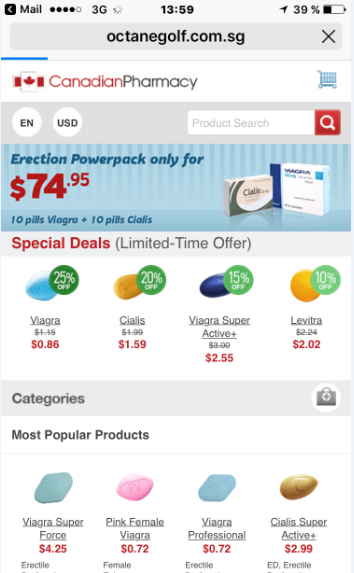 Mail 3G 13:59 39 %
octanegolf.com.sg
CanadianPharmacy
EN USD Product Search
Erection Powerpack only for
$74.95
Cialis VIAGRA
10 pills Viagra + 10 pills Cialis
Special Deals (Limited-Time Offer)
25% OFF 20% OFF 15% OFF 10% OFF
Viagra Cialis Viagra Super Active+ Levitra
$1.15 $1.99 $3.00 $2.24
$0.86 $1.59 $2.55 $2.02
Categories
Most Popular Products
Viagra Super Force Pink Female Viagra Viagra Professional Cialis Super Active+
$4.25 $0.72 $0.72 $2.99
Erectile Female Erectile ED, Erectile